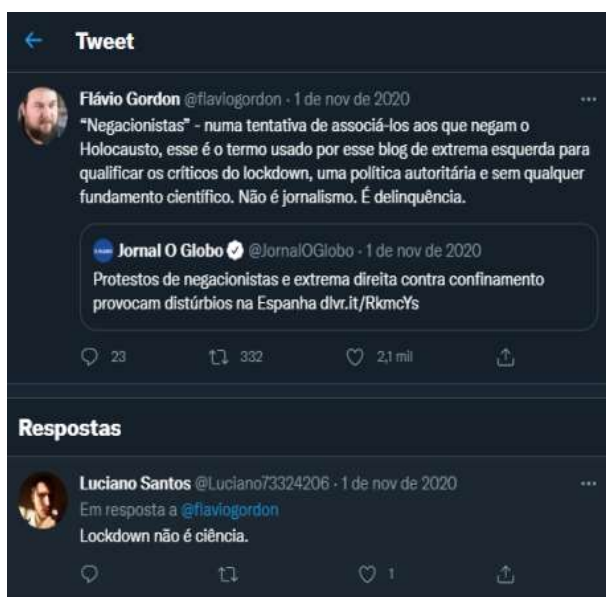 Tweet
Flávio Gordon @flaviogordon · 1 de nov de 2020
“Negacionistas” - numa tentativa de associá-los aos que negam o
Holocausto, esse é o termo usado por esse blog de extrema esquerda para
qualificar os críticos do lockdown, uma política autoritária e sem qualquer
fundamento científico. Não é jornalismo. É delinquência.
Jornal O Globo @JornalOGlobo · 1 de nov de 2020
Protestos de negacionistas e extrema direita contra confinamento
provocam distúrbios na Espanha dlvr.it/RkmcYs
23 332 2,1 mil
Respostas
Luciano Santos @Luciano73324206 · 1 de nov de 2020
Em resposta a @flaviogordon
Lockdown não é ciência.
1